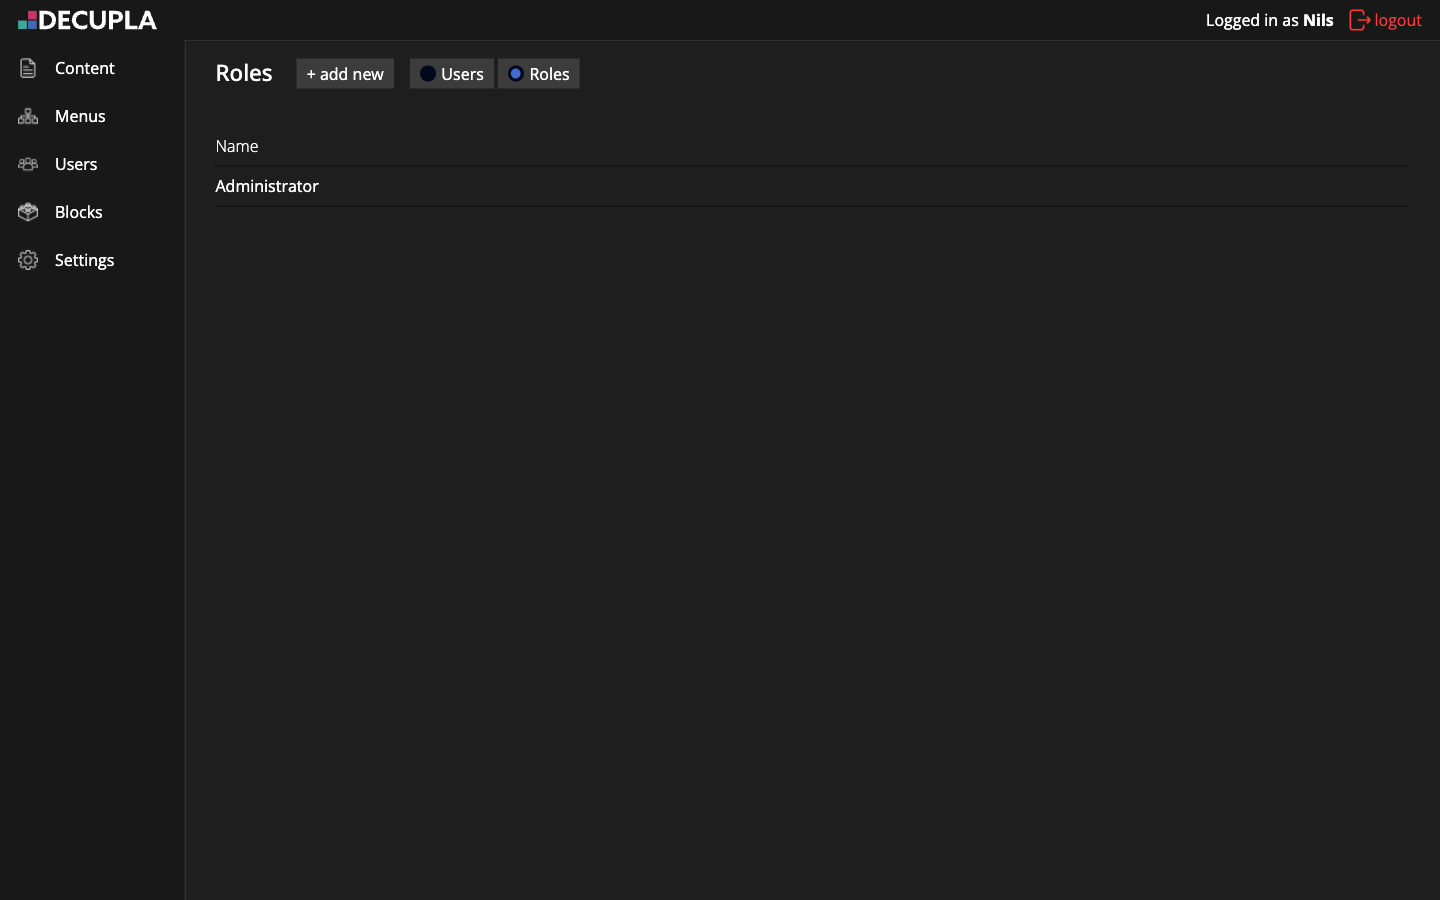 DECUPLA
Logged in as Nils
logout
Content
Menus
Users
Blocks
Settings
Roles
+ add new
Users
Roles
Name
Administrator